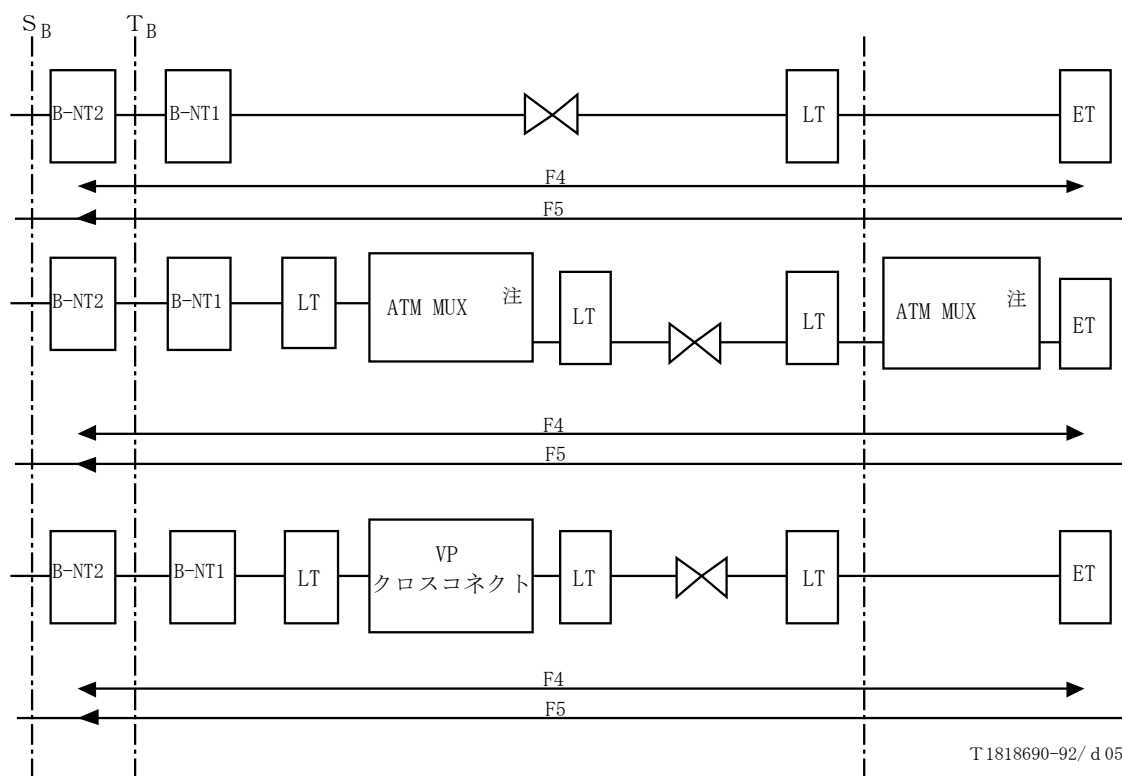 S_B T_B
B-NT2 B-NT1 LT ET
F4
F5
B-NT2 B-NT1 LT ATM MUX 注 LT LT ATM MUX 注 ET
F4
F5
B-NT2 B-NT1 LT VP クロスコネクト LT LT ET
F4
F5
T1818690-92/d05